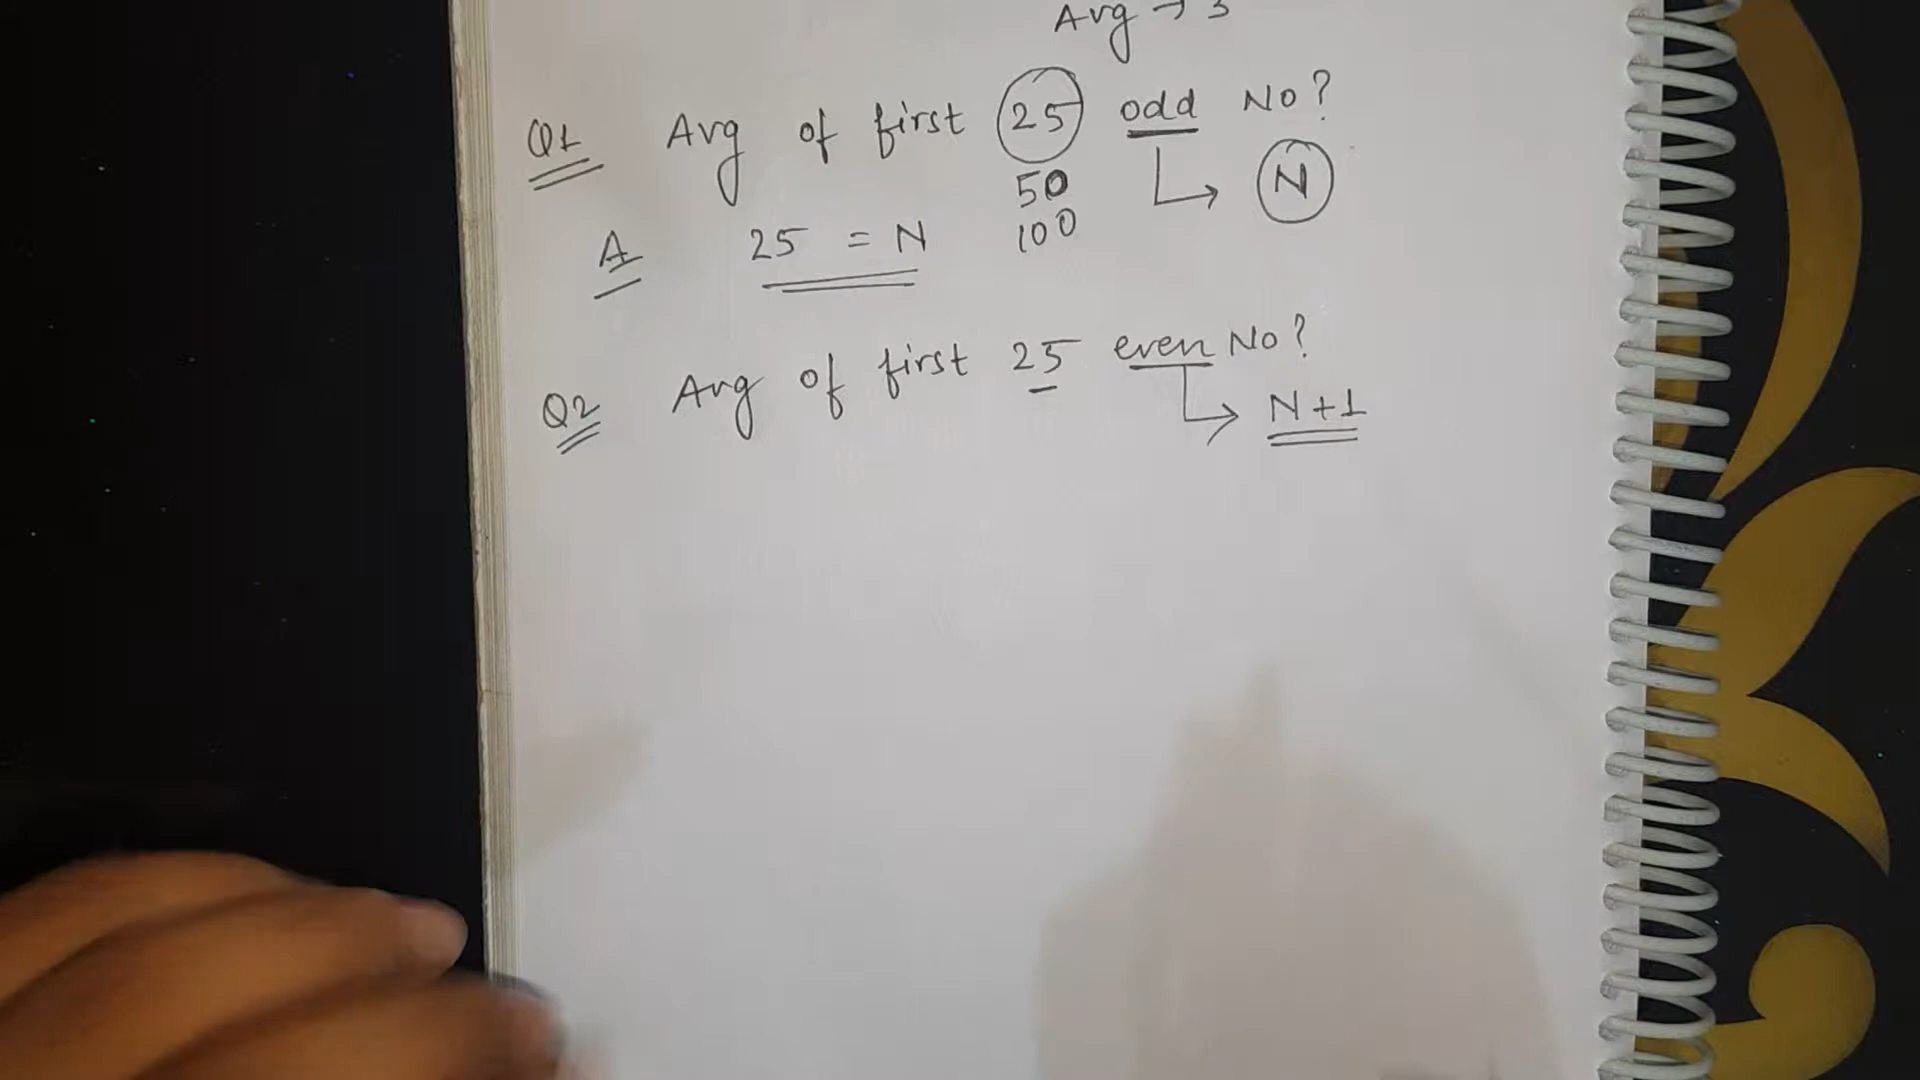 Avg → 3
Q1 Avg of first 25 odd No?
50 → N
A 25 = N 100
Q2 Avg of first 25 even No?
→ N+1